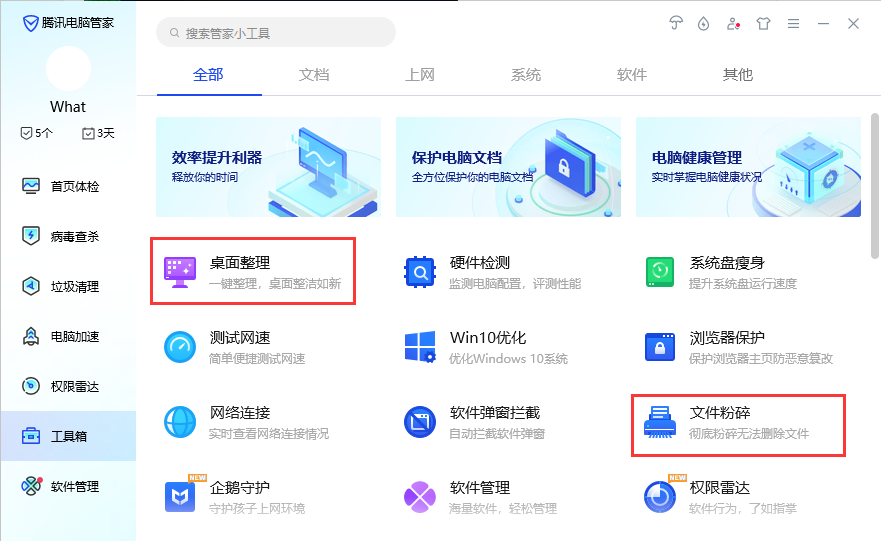 腾讯电脑管家
搜索管家小工具
What
5个
3天
首页体检
病毒查杀
垃圾清理
电脑加速
权限雷达
工具箱
软件管理
全部
文档
上网
系统
软件
其他
效率提升利器
释放你的时间
保护电脑文档
全方位保护你的电脑文档
电脑健康管理
实时掌握电脑健康状况
桌面整理
一键整理，桌面整洁如新
硬件检测
监测电脑配置，评测性能
系统盘瘦身
提升系统盘运行速度
测试网速
简单便捷测试网速
Win10优化
优化Windows 10系统
浏览器保护
保护浏览器主页防恶意篡改
网络连接
实时查看网络连接情况
软件弹窗拦截
自动拦截软件弹窗
文件粉碎
彻底粉碎无法删除文件
NEW
企鹅守护
守护孩子上网环境
软件管理
海量软件，轻松管理
NEW
权限雷达
软件行为，了如指掌